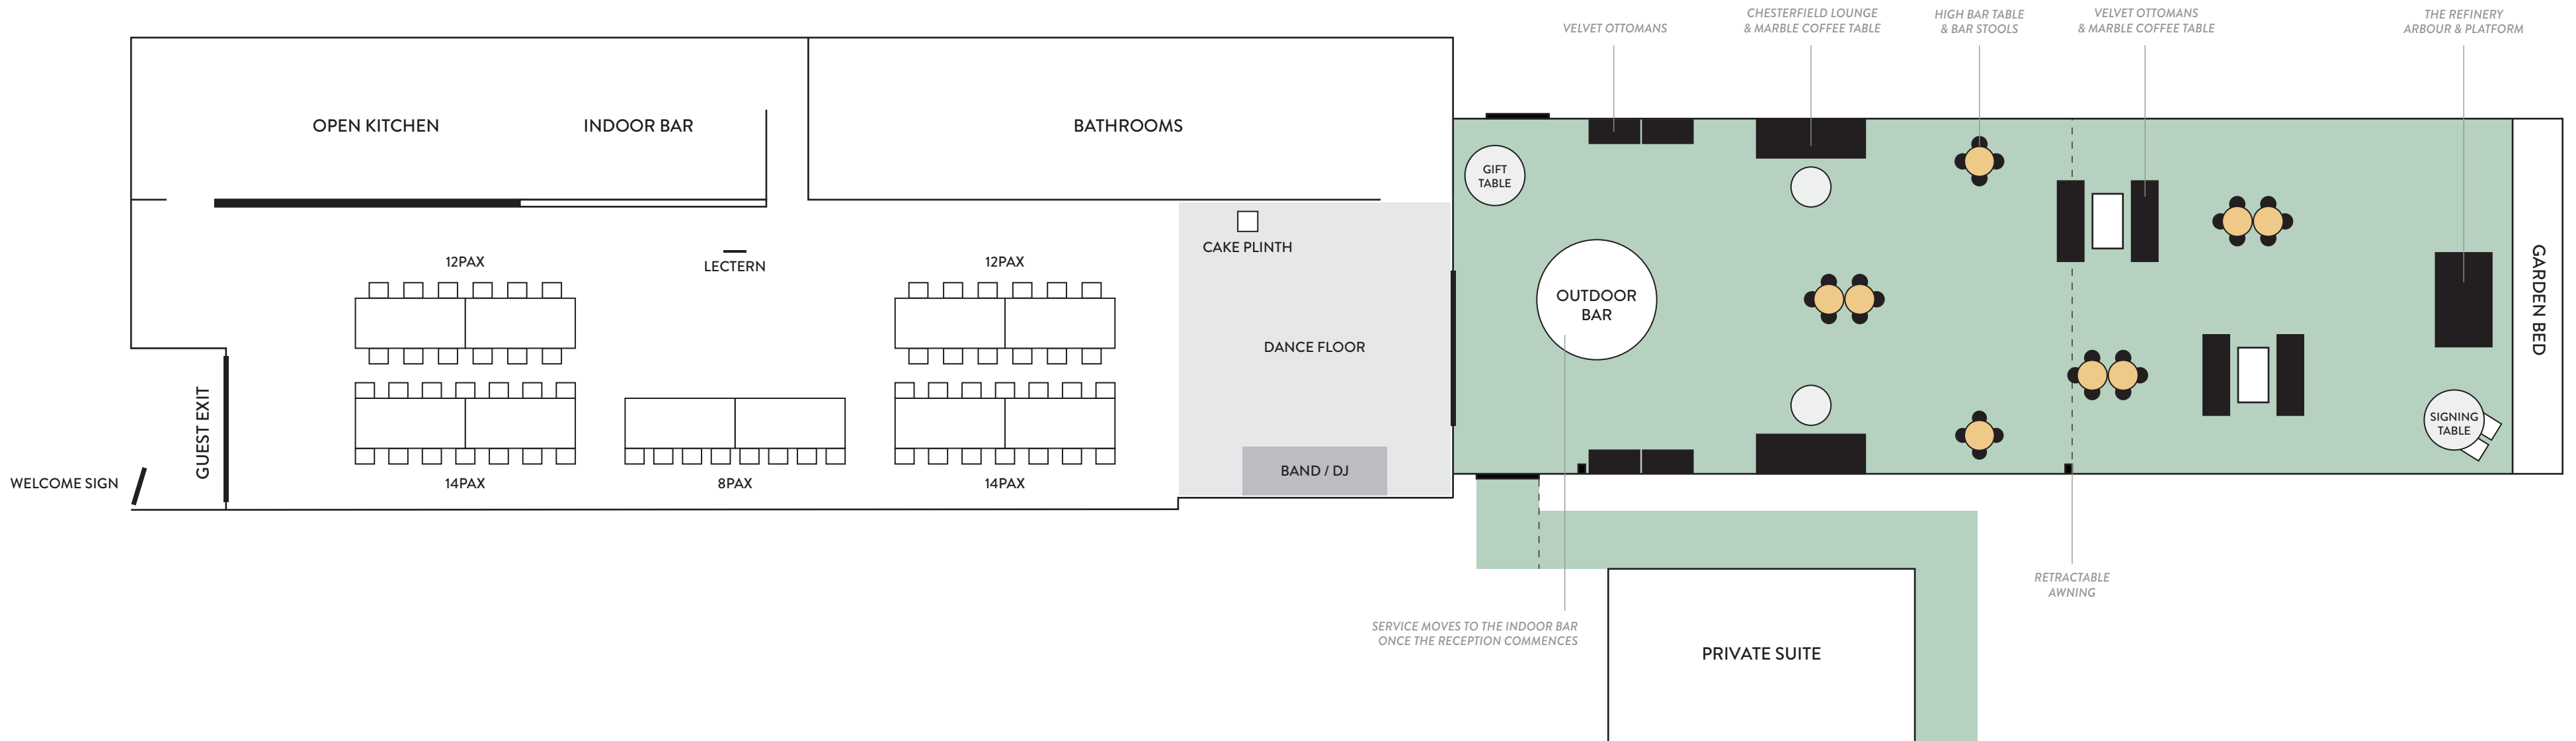 VELVET OTTOMANS
CHESTERFIELD LOUNGE
& MARBLE COFFEE TABLE
HIGH BAR TABLE
& BAR STOOLS
VELVET OTTOMANS
& MARBLE COFFEE TABLE
THE REFINERY
ARBOUR & PLATFORM
OPEN KITCHEN
INDOOR BAR
BATHROOMS
GIFT
TABLE
CAKE PLINTH
12PAX
LECTERN
12PAX
OUTDOOR
BAR
GARDEN BED
DANCE FLOOR
GUEST EXIT
SIGNING
TABLE
BAND / DJ
WELCOME SIGN
14PAX
8PAX
14PAX
RETRACTABLE
AWNING
SERVICE MOVES TO THE INDOOR BAR
ONCE THE RECEPTION COMMENCES
PRIVATE SUITE